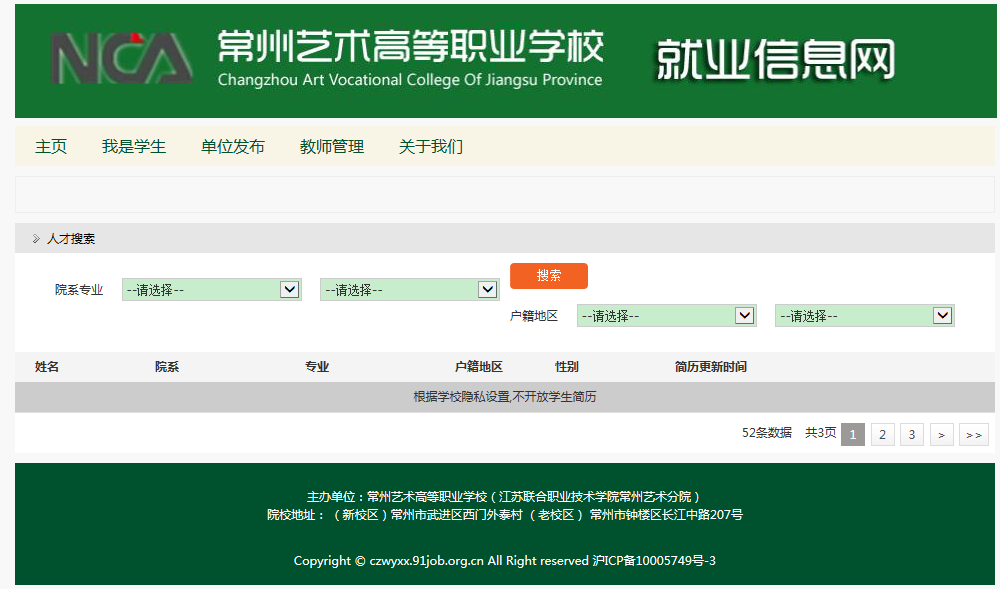 NCA 常州艺术高等职业学校 就业信息网
Changzhou Art Vocational College Of Jiangsu Province
主页 我是学生 单位发布 教师管理 关于我们
人才搜索
搜索
院系专业 --请选择-- --请选择--
户籍地区 --请选择-- --请选择--
姓名 院系 专业 户籍地区 性别 简历更新时间
根据学校隐私设置,不开放学生简历
52条数据 共3页 1 2 3 > >>
主办单位：常州艺术高等职业学校（江苏联合职业技术学院常州艺术分院）
院校地址：（新校区）常州市武进区西门外泰村（老校区）常州市钟楼区长江中路207号
Copyright © czwyxx.91job.org.cn All Right reserved 沪ICP备10005749号-3